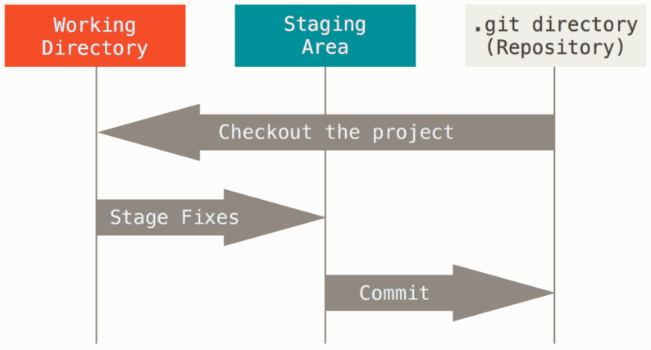 Working
Directory
Staging
Area
.git directory
(Repository)
Checkout the project
Stage Fixes
Commit